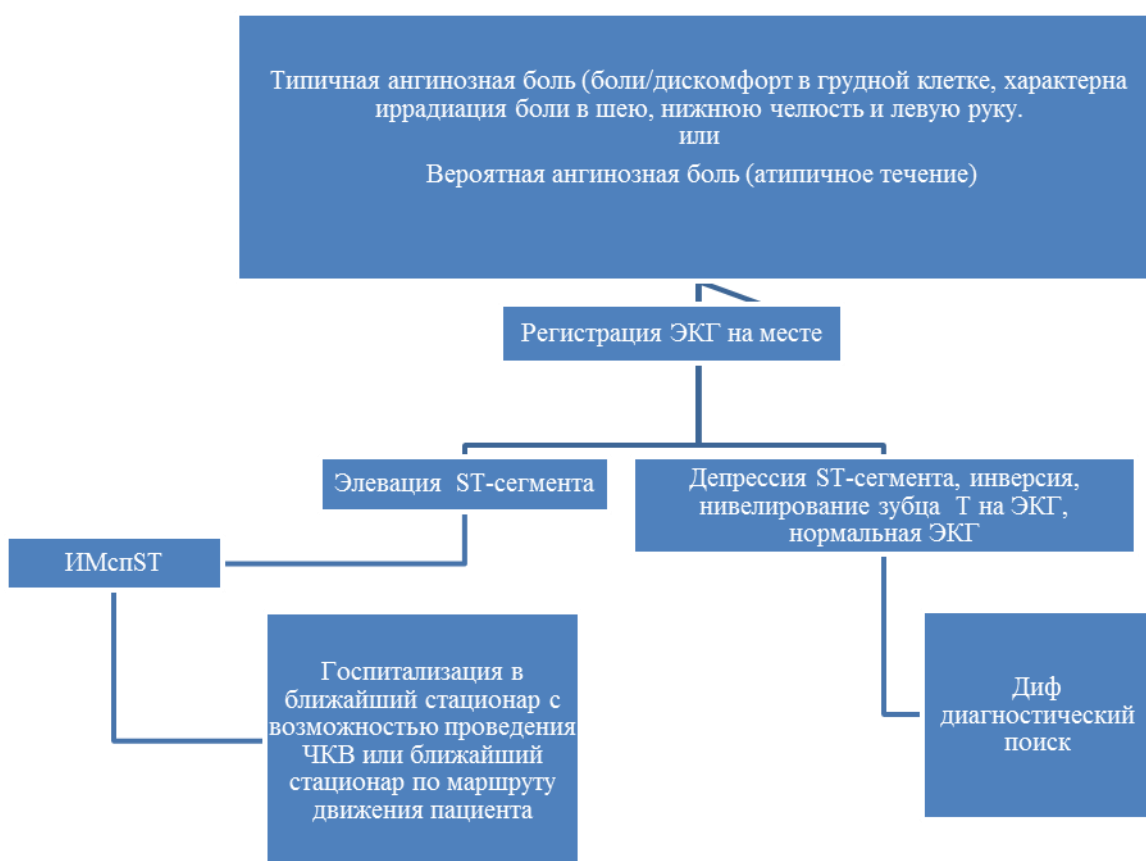 Типичная ангинозная боль (боли/дискомфорт в грудной клетке, характерна
иррадиация боли в шею, нижнюю челюсть и левую руку.
или
Вероятная ангинозная боль (атипичное течение)
Регистрация ЭКГ на месте
Элевация ST-сегмента
Депрессия ST-сегмента, инверсия,
нивелирование зубца Т на ЭКГ,
нормальная ЭКГ
ИМспST
Госпитализация в
ближайший стационар с
возможностью проведения
ЧКВ или ближайший
стационар по маршруту
движения пациента
Диф
диагностический
поиск